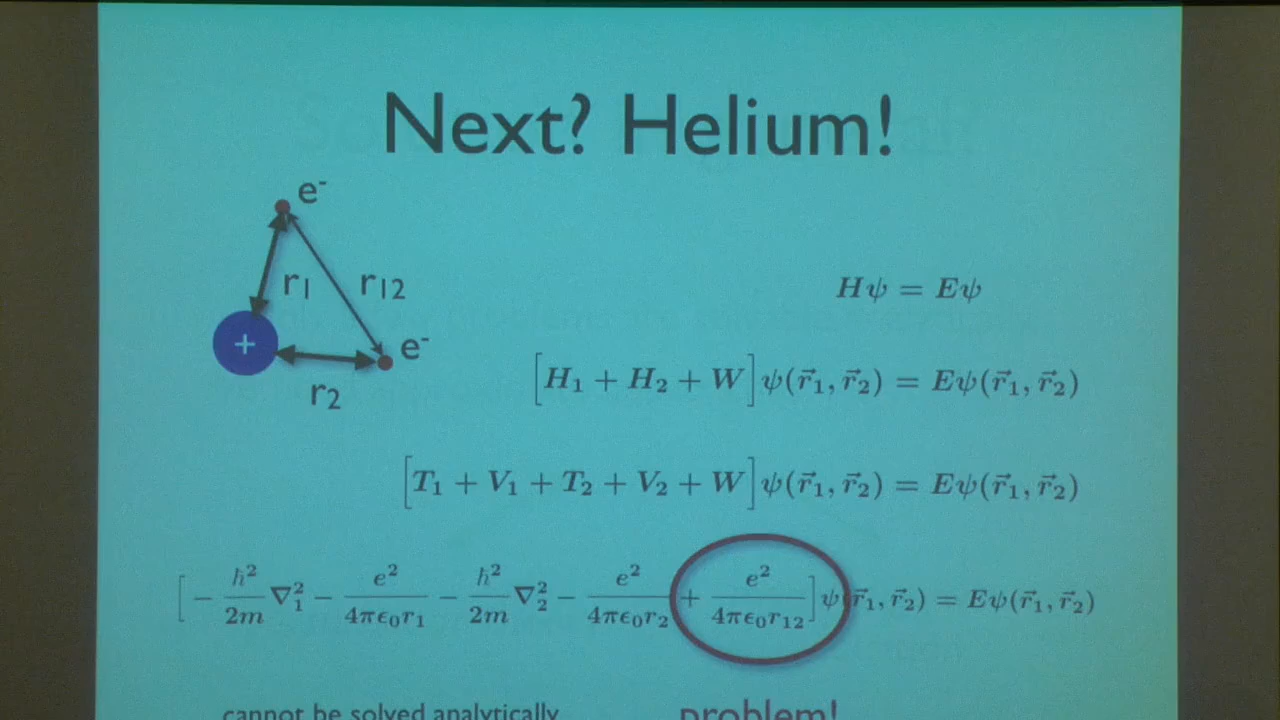 Next? Helium!
e⁻
r₁ r₁₂
Hψ = Eψ
+
e⁻
r₂
[H₁ + H₂ + W]ψ(r⃗₁, r⃗₂) = Eψ(r⃗₁, r⃗₂)
[T₁ + V₁ + T₂ + V₂ + W]ψ(r⃗₁, r⃗₂) = Eψ(r⃗₁, r⃗₂)
[− ℏ²/2m ∇₁² − e²/4πϵ₀r₁ − ℏ²/2m ∇₂² − e²/4πϵ₀r₂ + e²/4πϵ₀r₁₂]ψ(r⃗₁, r⃗₂) = Eψ(r⃗₁, r⃗₂)
cannot be solved analytically problem!